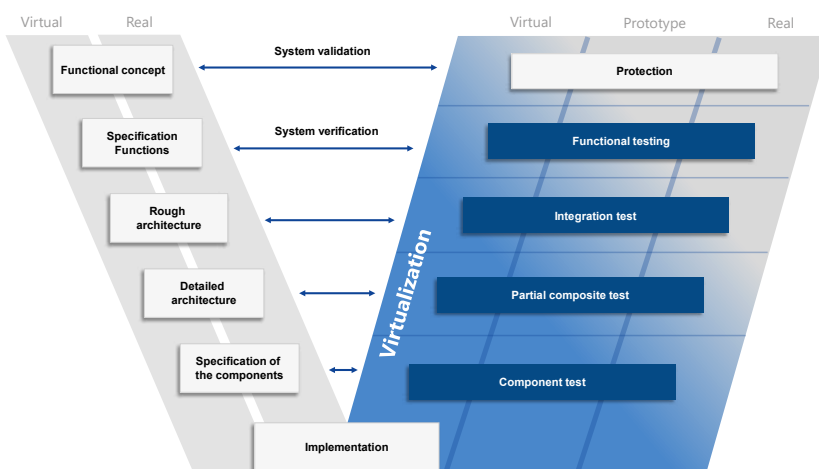 Virtual
Real
Virtual
Prototype
Real
System validation
Functional concept
Protection
System verification
Specification
Functions
Functional testing
Rough
architecture
Integration test
Virtualization
Detailed
architecture
Partial composite test
Specification of
the components
Component test
Implementation